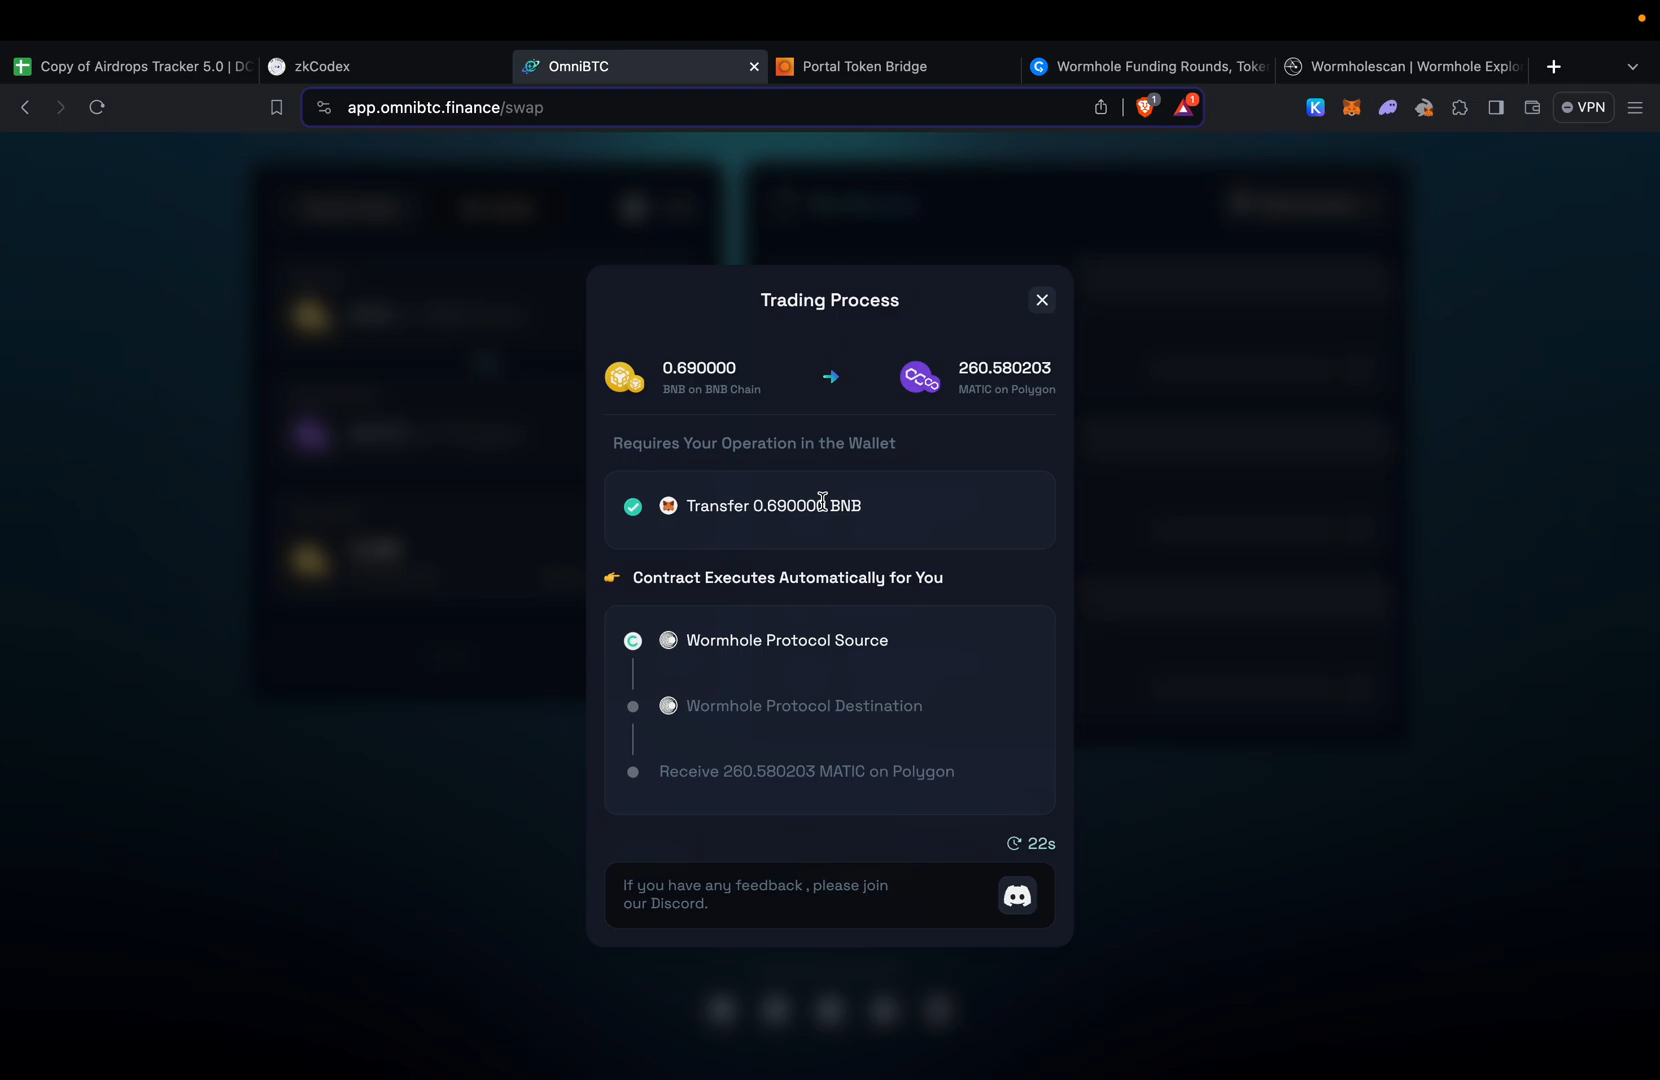 Copy of Airdrops Tracker 5.0 | DC
zkCodex
OmniBTC
Portal Token Bridge
Wormhole Funding Rounds, Toke
Wormholescan | Wormhole Explo
app.omnibtc.finance/swap
1
1
VPN
Trading Process
0.690000
BNB on BNB Chain
260.580203
MATIC on Polygon
Requires Your Operation in the Wallet
Transfer 0.690000 BNB
Contract Executes Automatically for You
Wormhole Protocol Source
Wormhole Protocol Destination
Receive 260.580203 MATIC on Polygon
22s
If you have any feedback , please join
our Discord.